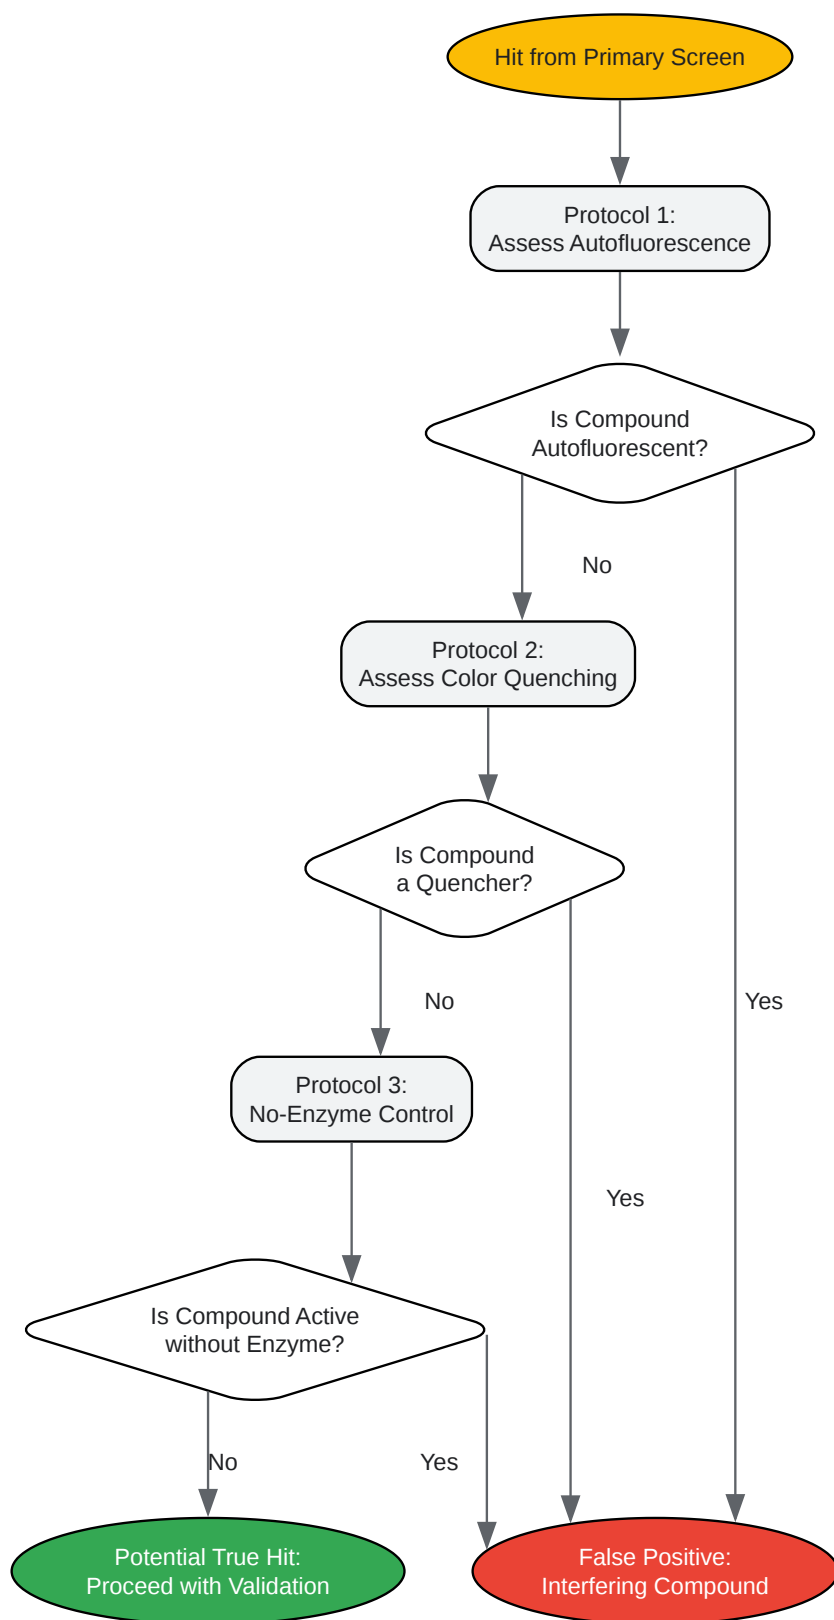 Hit from Primary Screen
Protocol 1:
Assess Autofluorescence
Is Compound
Autofluorescent?
No
Protocol 2:
Assess Color Quenching
Is Compound
a Quencher?
No
Yes
Protocol 3:
No-Enzyme Control
Yes
Is Compound Active
without Enzyme?
No
Yes
Potential True Hit:
Proceed with Validation
False Positive:
Interfering Compound